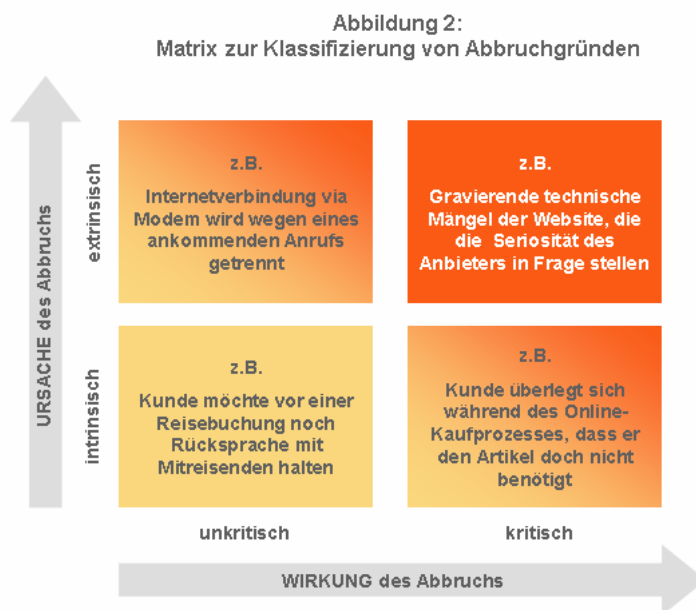 Abbildung 2:
Matrix zur Klassifizierung von Abbruchgründen
URSACHE des Abbruchs
extrinsisch
z.B.
Internetverbindung via
Modem wird wegen eines
ankommenden Anrufs
getrennt
z.B.
Gravierende technische
Mängel der Website, die
die Seriosität des
Anbieters in Frage stellen
intrinsisch
z.B.
Kunde möchte vor einer
Reisebuchung noch
Rücksprache mit
Mitreisenden halten
z.B.
Kunde überlegt sich
während des Online-
Kaufprozesses, dass er
den Artikel doch nicht
benötigt
unkritisch
kritisch
WIRKUNG des Abbruchs